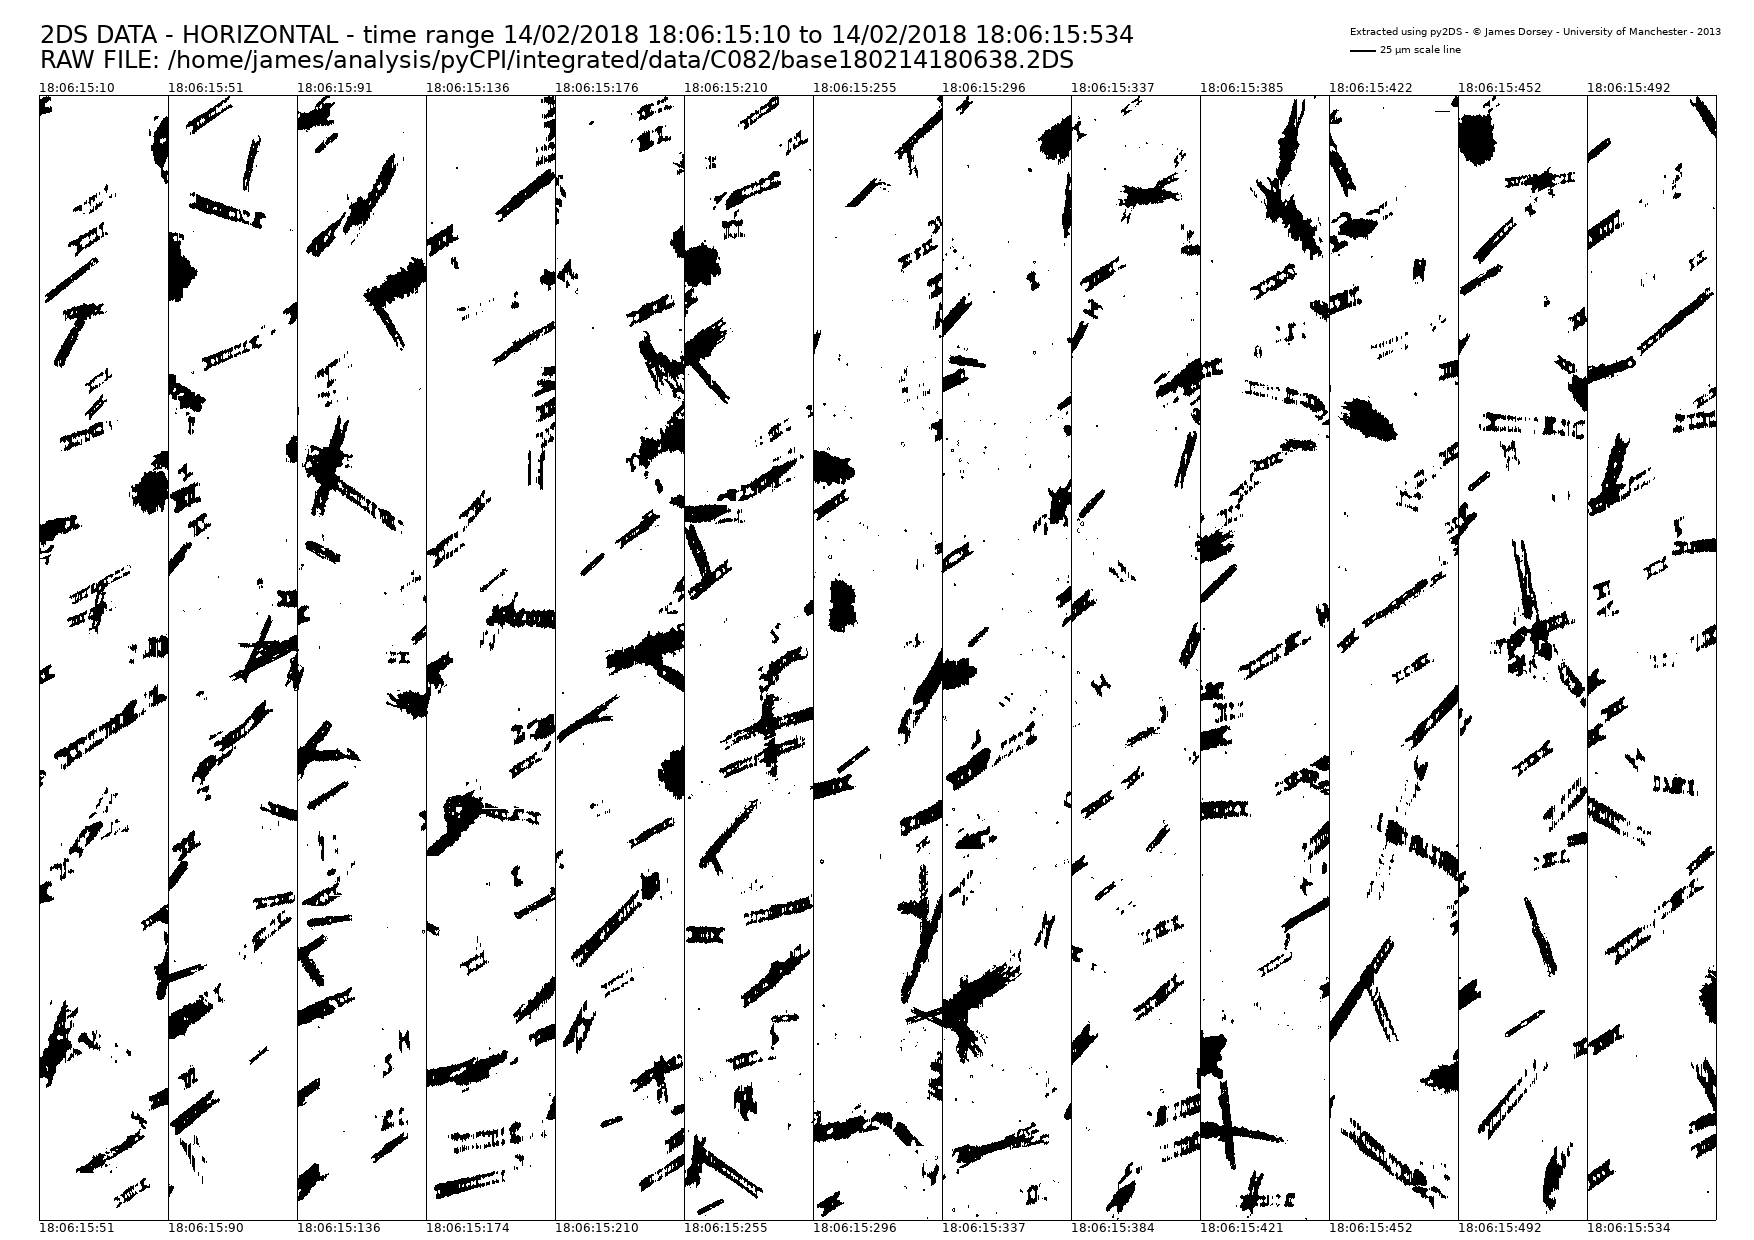 2DS DATA - HORIZONTAL - time range 14/02/2018 18:06:15:10 to 14/02/2018 18:06:15:534
RAW FILE: /home/james/analysis/pyCPI/integrated/data/C082/base180214180638.2DS
Extracted using py2DS - © James Dorsey - University of Manchester - 2013
25 µm scale line
18:06:15:10 18:06:15:51 18:06:15:91 18:06:15:136 18:06:15:176 18:06:15:210 18:06:15:255 18:06:15:296 18:06:15:337 18:06:15:385 18:06:15:422 18:06:15:452 18:06:15:492
18:06:15:51 18:06:15:90 18:06:15:136 18:06:15:174 18:06:15:210 18:06:15:255 18:06:15:296 18:06:15:337 18:06:15:384 18:06:15:421 18:06:15:452 18:06:15:492 18:06:15:534